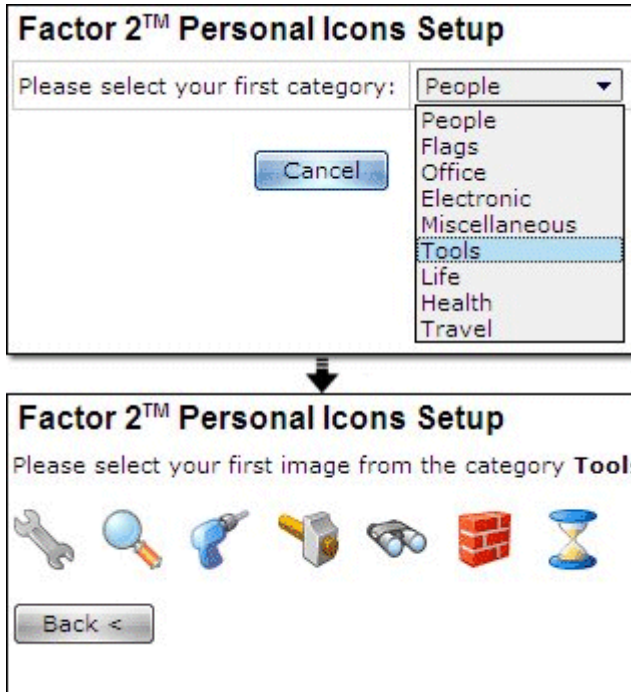 Factor 2™ Personal Icons Setup
Please select your first category: People
People
Flags
Office
Cancel
Electronic
Miscellaneous
Tools
Life
Health
Travel
Factor 2™ Personal Icons Setup
Please select your first image from the category Tools
Back <